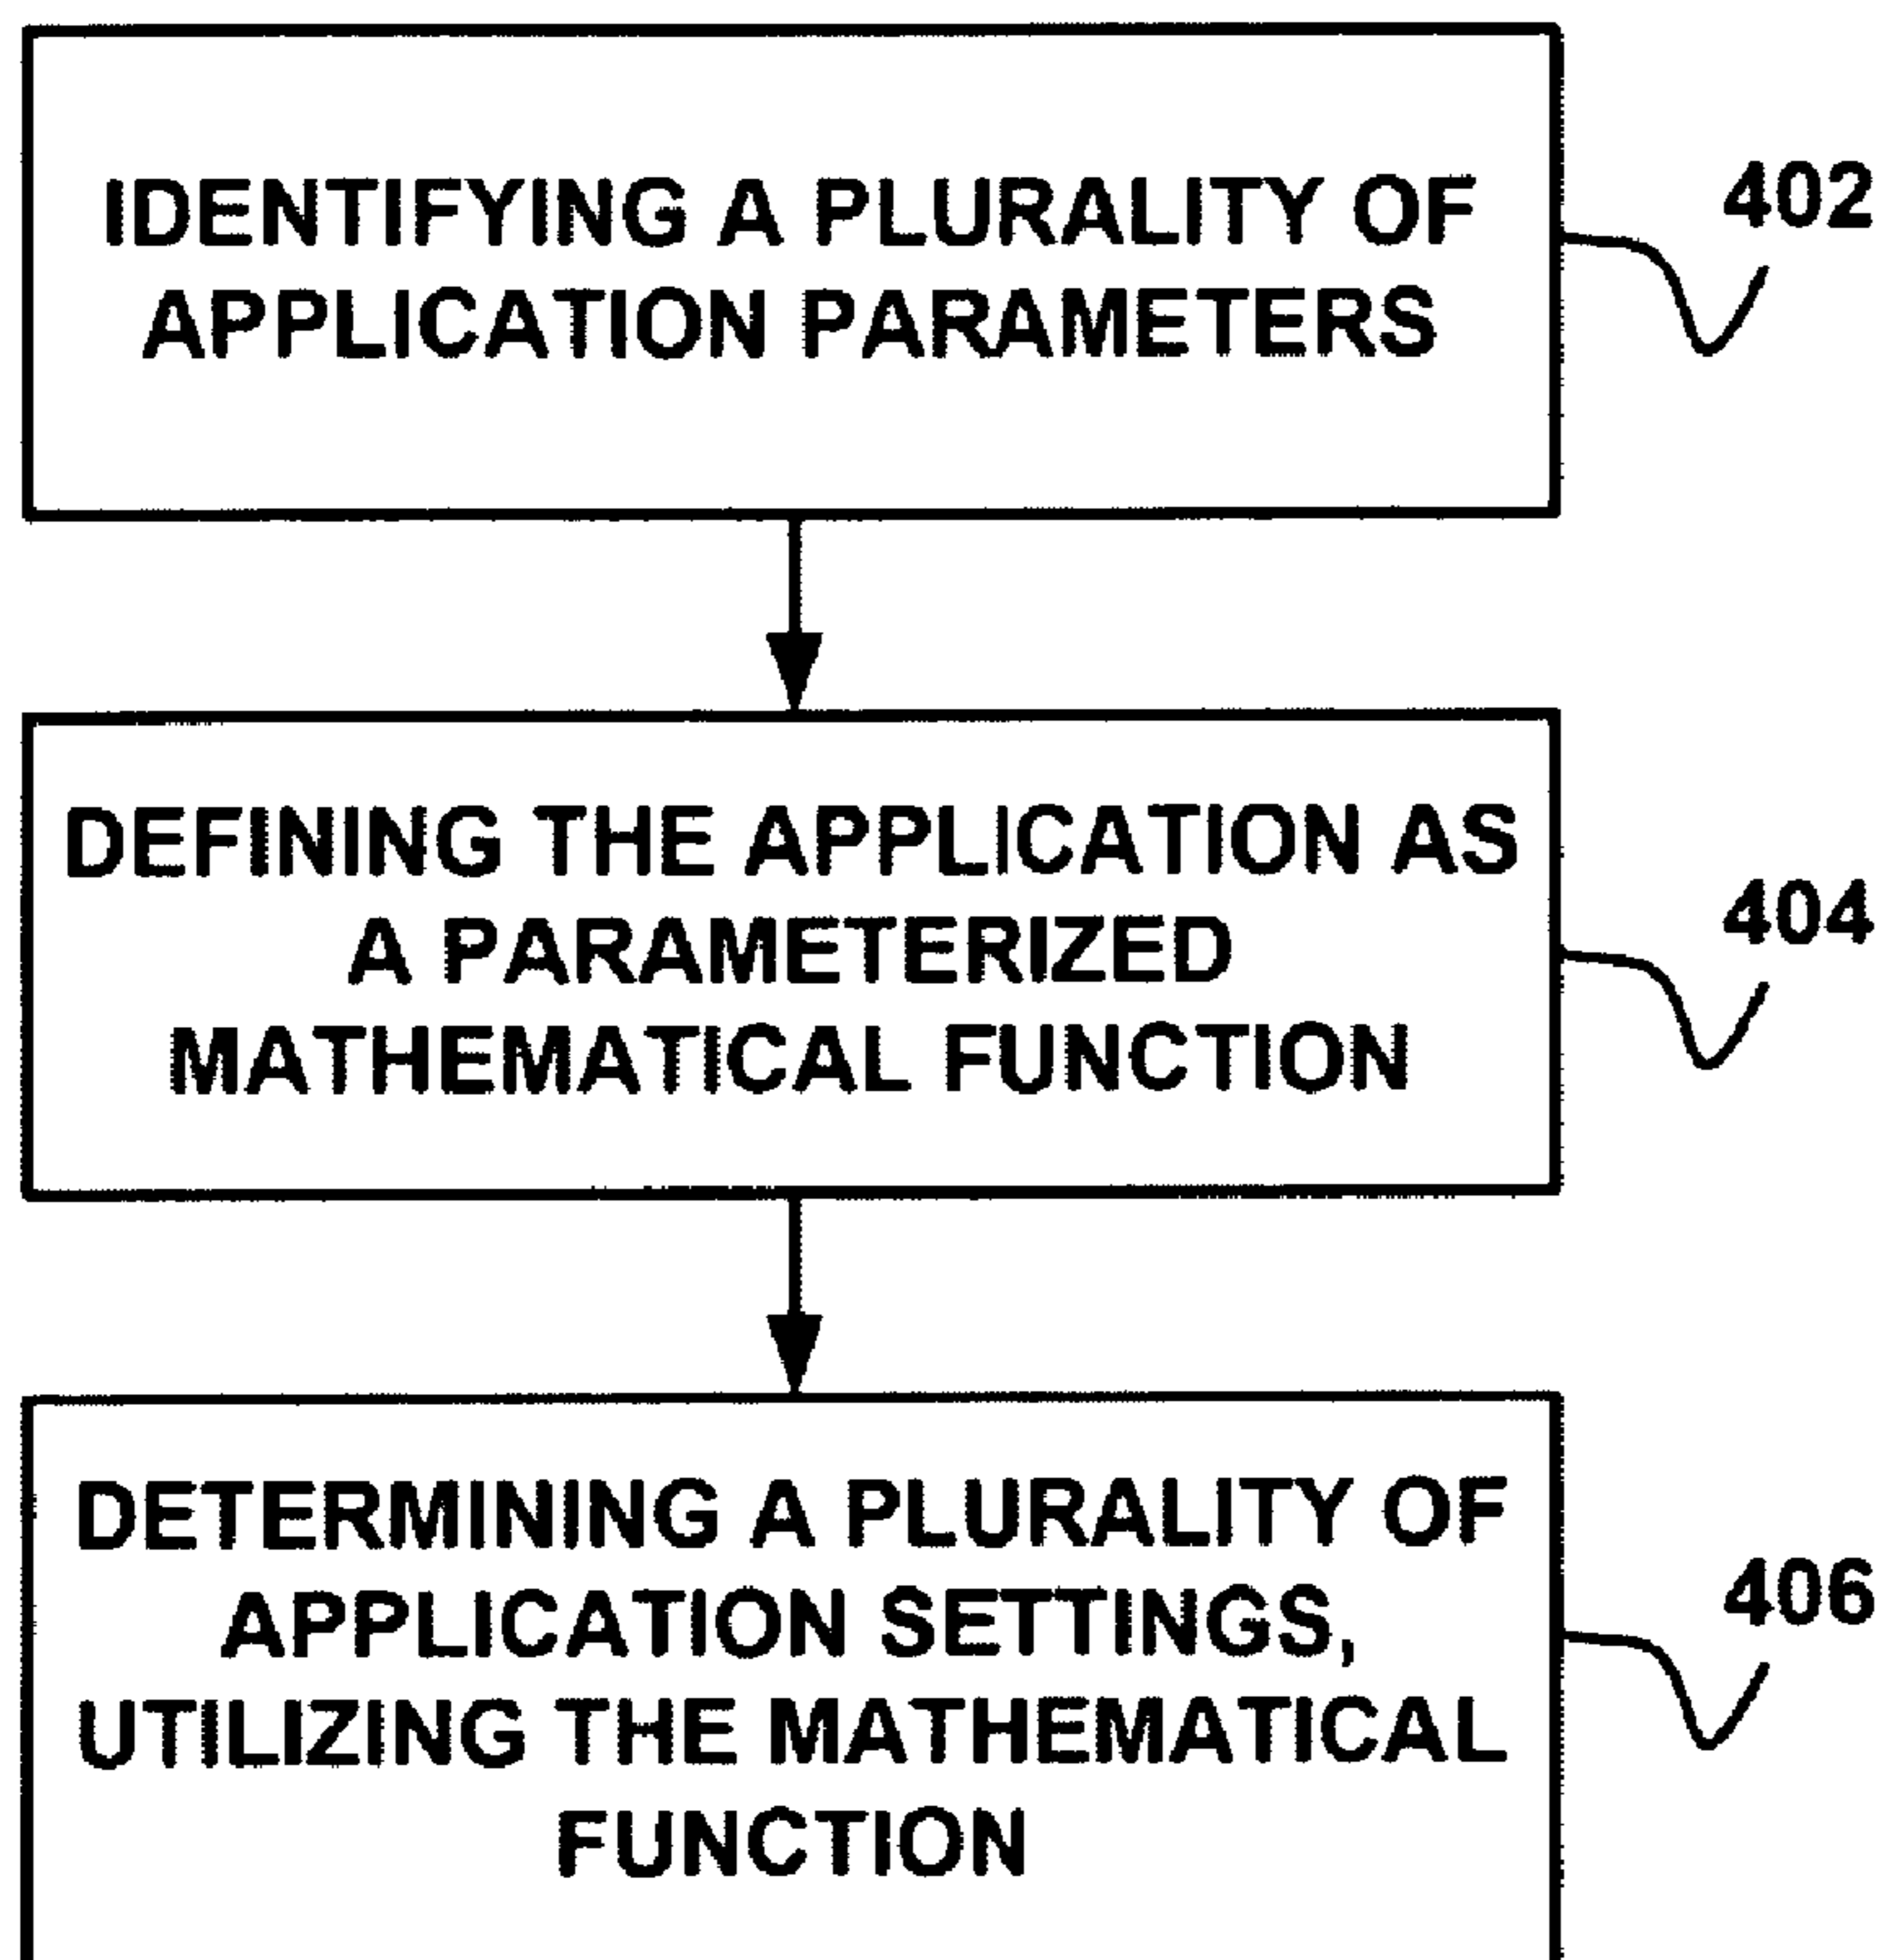 IDENTIFYING A PLURALITY OF
APPLICATION PARAMETERS
402
DEFINING THE APPLICATION AS
A PARAMETERIZED
MATHEMATICAL FUNCTION
404
DETERMINING A PLURALITY OF
APPLICATION SETTINGS,
UTILIZING THE MATHEMATICAL
FUNCTION
406